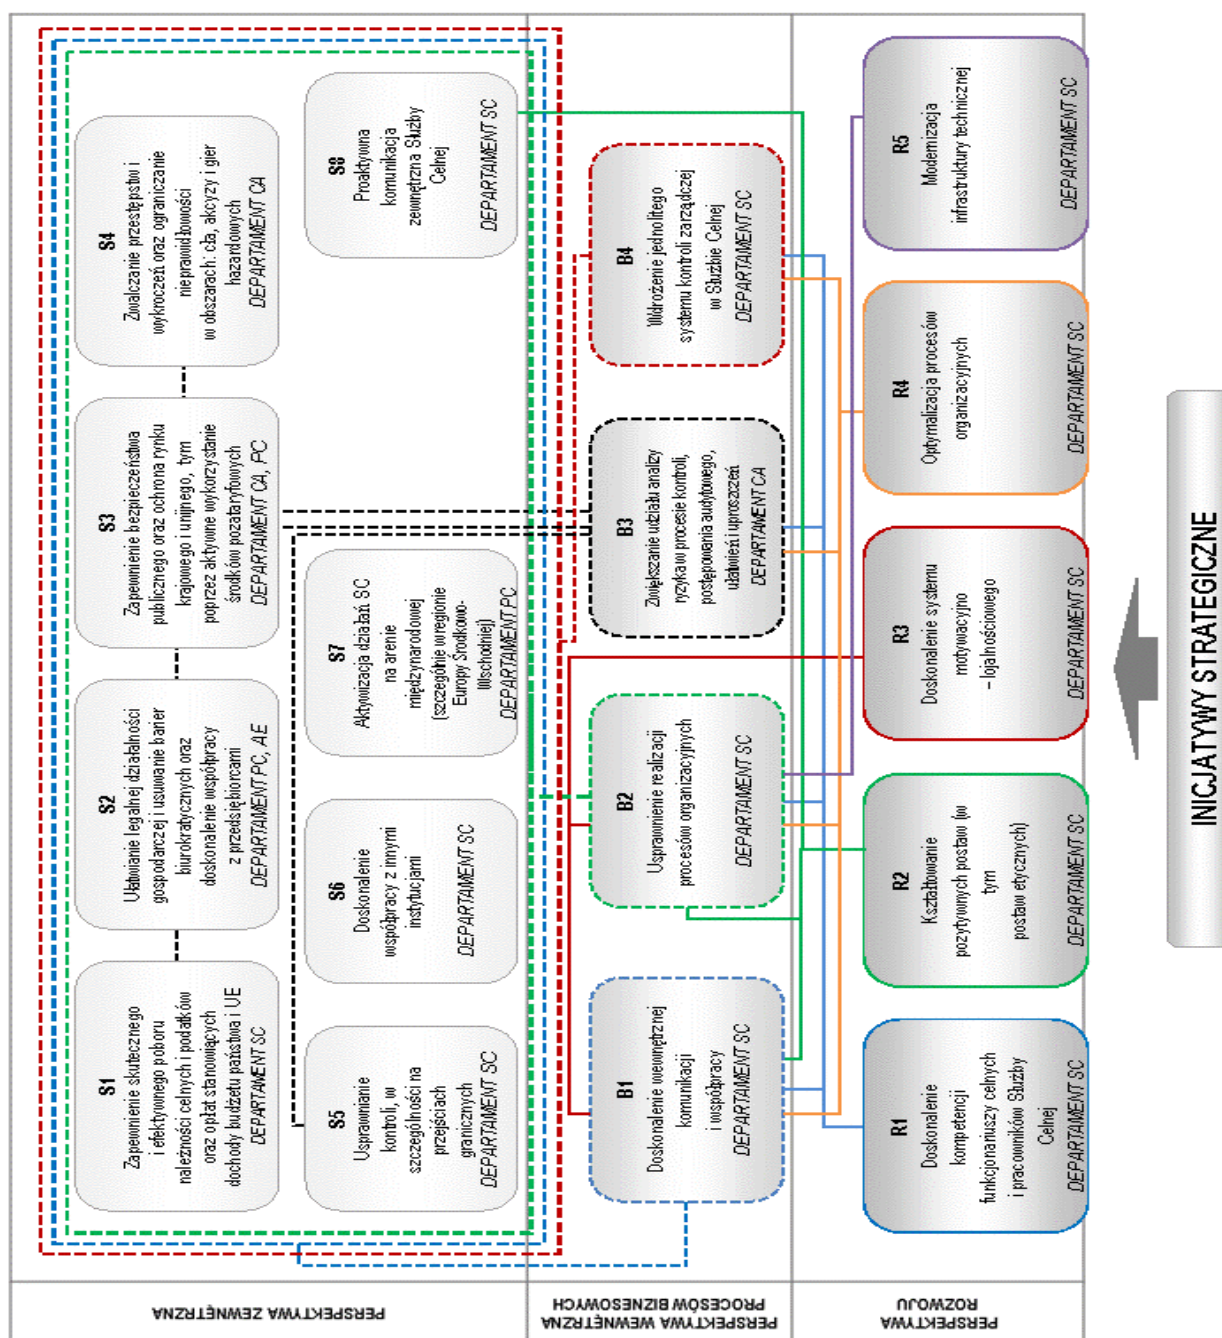 PERSPEKTYWA ZEWNĘTRZNA
S1
Zapewnienie skutecznego
i efektywnego poboru
należności celnych i podatków
oraz opłat stanowiących
dochody budżetu państwa i UE
DEPARTAMENT SC
S2
Ułatwianie legalnej działalności
gospodarczej i usuwanie barier
biurokratycznych oraz
doskonalenie współpracy
z przedsiębiorcami
DEPARTAMENT PC, AE
S3
Zapewnienie bezpieczeństwa
publicznego oraz ochrona rynku
krajowego i unijnego, tym
poprzez aktywne wykorzystanie
środków pozataryfowych
DEPARTAMENT CA, PC
S4
Zwalczanie przestępstw i
wykroczeń oraz ograniczanie
nieprawidłowości
w obszarach: cła, akcyzy i gier
hazardowych
DEPARTAMENT CA
S5
Usprawnianie
kontroli, w
szczególności na
przejściach
granicznych
DEPARTAMENT SC
S6
Doskonalenie
współpracy z innymi
instytucjami
DEPARTAMENT SC
S7
Aktywizacja działań SC
na arenie
międzynarodowej
(szczególnie w regionie
Europy Środkowo-
Wschodniej)
DEPARTAMENT PC
S8
Proaktywna
komunikacja
zewnętrzna Służby
Celnej
DEPARTAMENT SC
PERSPEKTYWA WEWNĘTRZNA
PROCESÓW BIZNESOWYCH
B1
Doskonalenie wewnętrznej
komunikacji
i współpracy
DEPARTAMENT SC
B2
Usprawnienie realizacji
procesów organizacyjnych
DEPARTAMENT SC
B3
Zwiększanie udziału analizy
ryzyka w procesie kontroli,
postępowania audytowego,
ułatwień i uproszczeń
DEPARTAMENT CA
B4
Wdrożenie jednolitego
systemu kontroli zarządczej
w Służbie Celnej
DEPARTAMENT SC
PERSPEKTYWA
ROZWOJU
R1
Doskonalenie
kompetencji
funkcjonariuszy celnych
i pracowników Służby
Celnej
DEPARTAMENT SC
R2
Kształtowanie
pozytywnych postaw (w
tym
postaw etycznych)
DEPARTAMENT SC
R3
Doskonalenie systemu
motywacyjno
– lojalnościowego
DEPARTAMENT SC
R4
Optymalizacja procesów
organizacyjnych
DEPARTAMENT SC
R5
Modernizacja
infrastruktury technicznej
DEPARTAMENT SC
INICJATYWY STRATEGICZNE